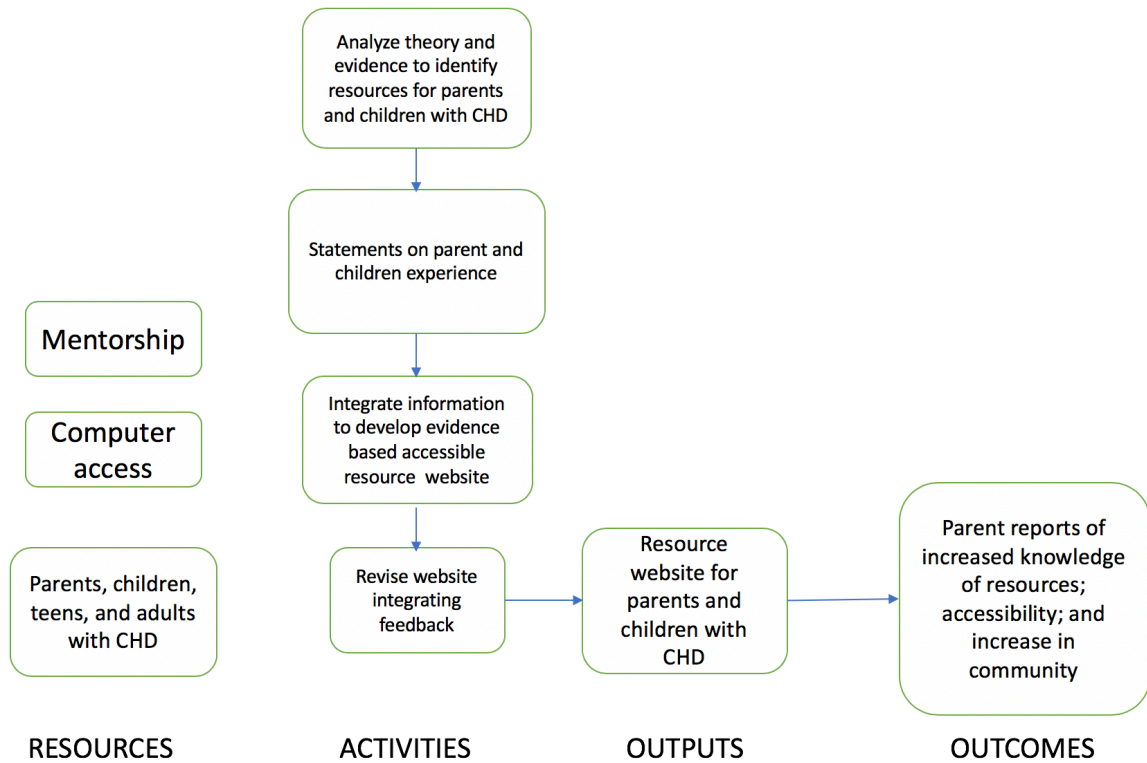 Analyze theory and
evidence to identify
resources for parents
and children with CHD
Statements on parent and
children experience
Mentorship
Computer
access
Integrate information
to develop evidence
based accessible
resource website
Parents, children,
teens, and adults
with CHD
Revise website
integrating
feedback
Resource
website for
parents and
children with
CHD
Parent reports of
increased knowledge
of resources;
accessibility; and
increase in
community
RESOURCES
ACTIVITIES
OUTPUTS
OUTCOMES